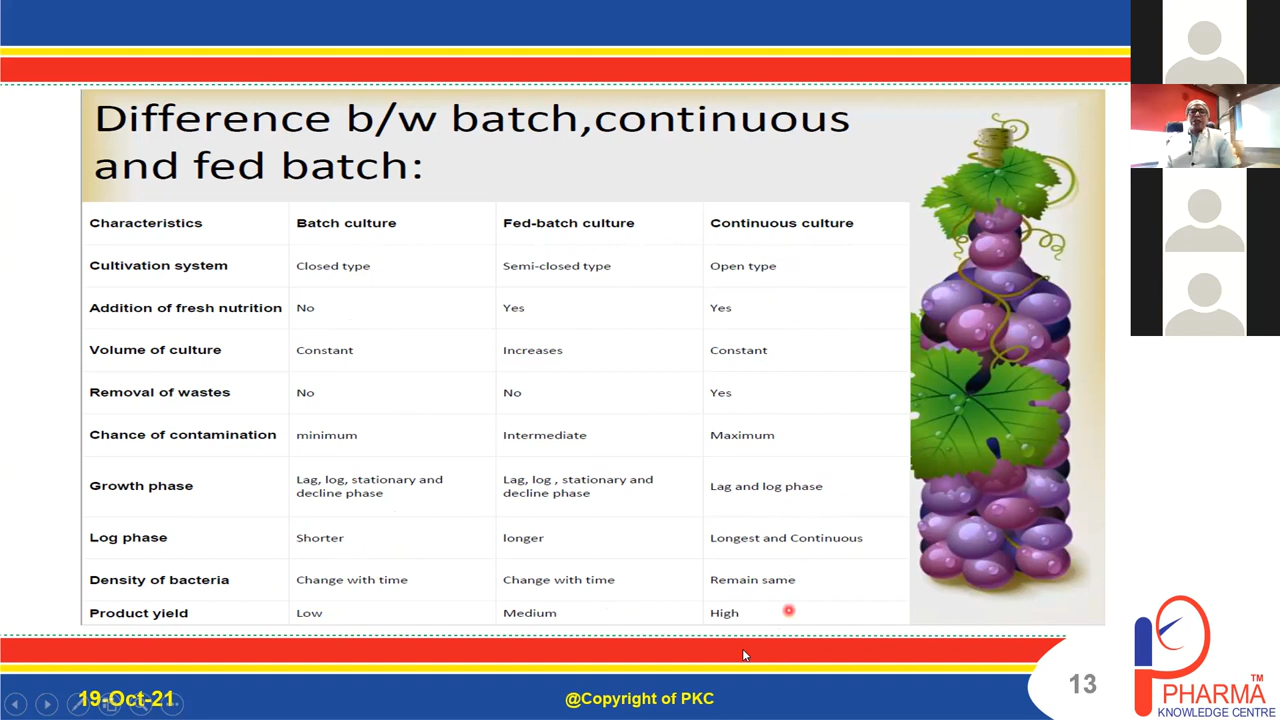 Difference b/w batch,continuous
and fed batch:
Characteristics Batch culture Fed-batch culture Continuous culture
Cultivation system Closed type Semi-closed type Open type
Addition of fresh nutrition No Yes Yes
Volume of culture Constant Increases Constant
Removal of wastes No No Yes
Chance of contamination minimum Intermediate Maximum
Growth phase Lag, log, stationary and decline phase Lag, log , stationary and decline phase Lag and log phase
Log phase Shorter longer Longest and Continuous
Density of bacteria Change with time Change with time Remain same
Product yield Low Medium High
19-Oct-21 @Copyright of PKC 13
PHARMA TM
KNOWLEDGE CENTRE